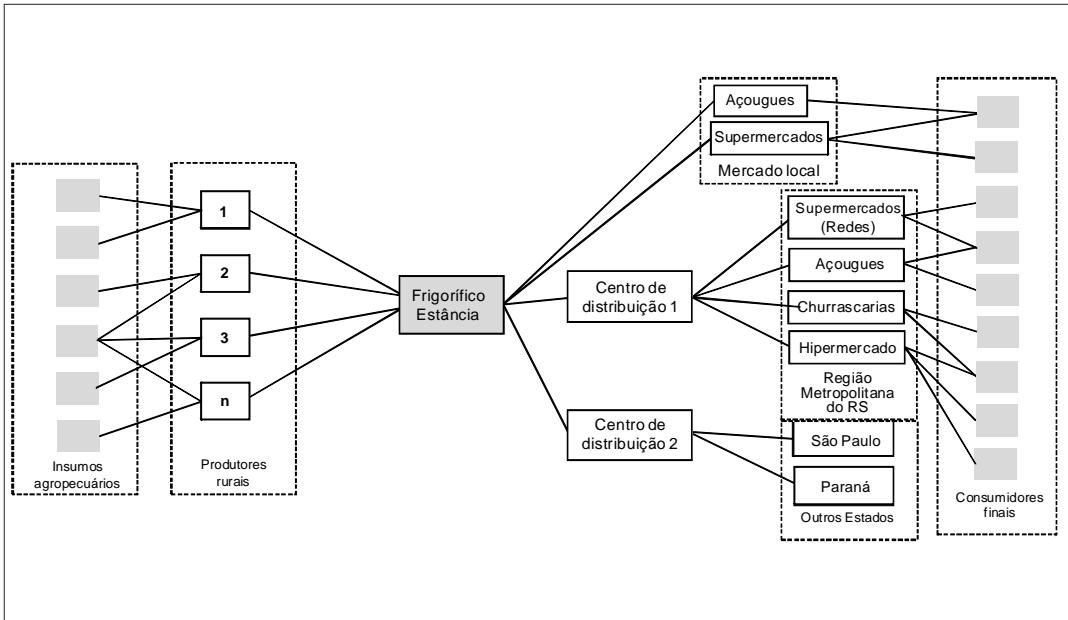 Insumos
agropecuários
1
2
3
n
Produtores
rurais
Frigorífico
Estância
Açougues
Supermercados
Mercado local
Centro de
distribuição 1
Supermercados
(Redes)
Açougues
Churrascarias
Hipermercado
Região
Metropolitana
do RS
Centro de
distribuição 2
São Paulo
Paraná
Outros Estados
Consumidores
finais